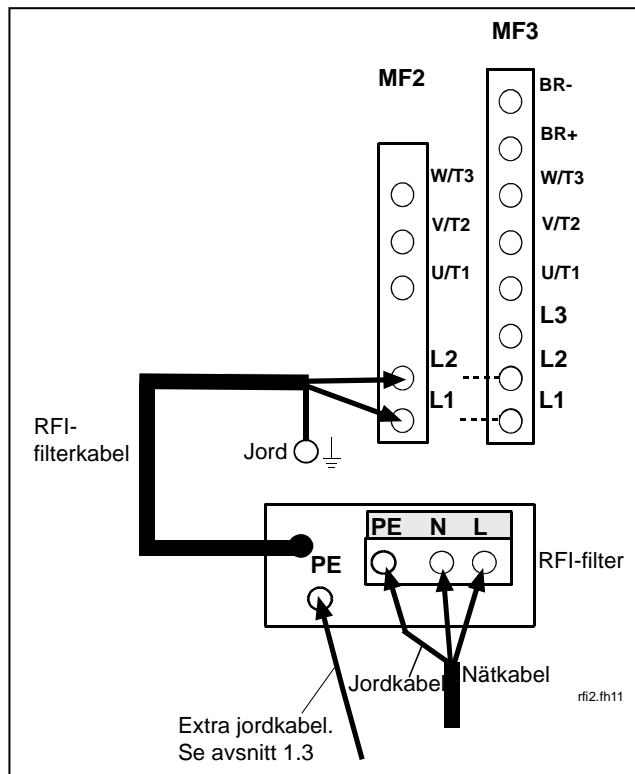 MF3
MF2
BR-
BR+
W/T3
W/T3
V/T2
V/T2
U/T1
U/T1
L3
L2
L2
L1
L1
RFI-
filterkabel
Jord
PE N L
PE
RFI-filter
Jordkabel
Nätkabel
rfi2.fh11
Extra jordkabel.
Se avsnitt 1.3